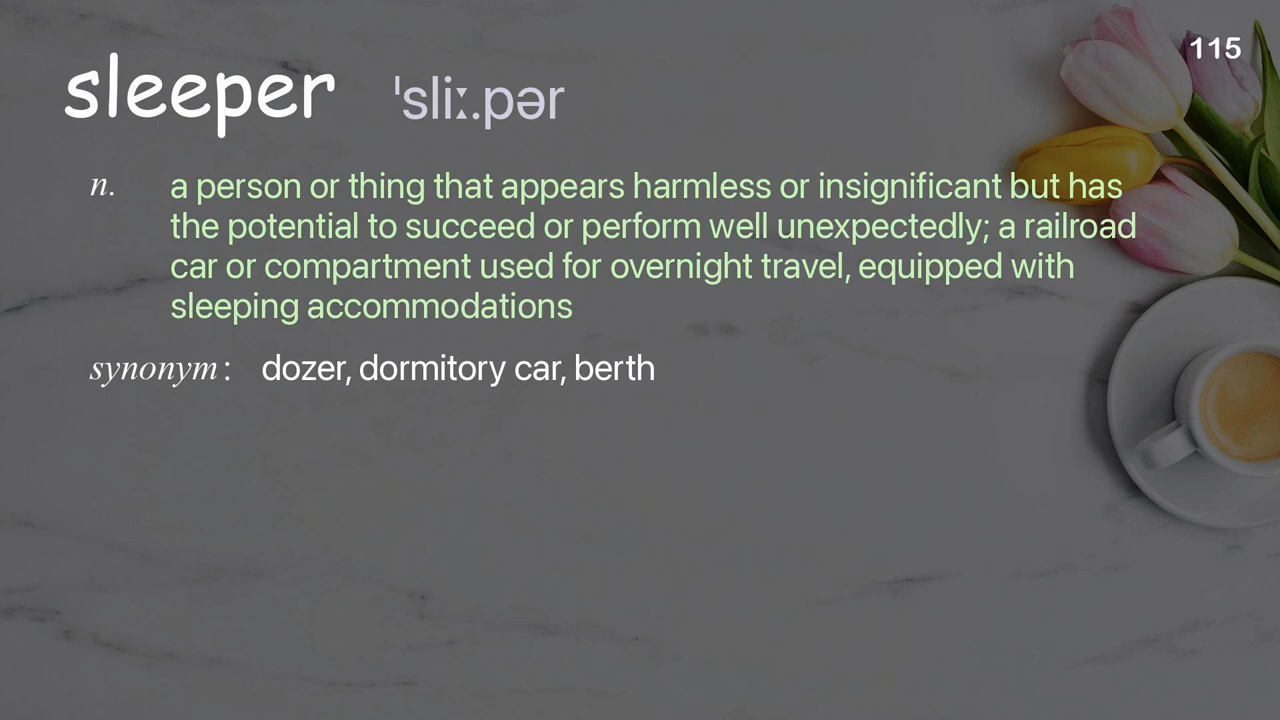 115
sleeper ˈsliː.pər
n. a person or thing that appears harmless or insignificant but has
the potential to succeed or perform well unexpectedly; a railroad
car or compartment used for overnight travel, equipped with
sleeping accommodations
synonym: dozer, dormitory car, berth